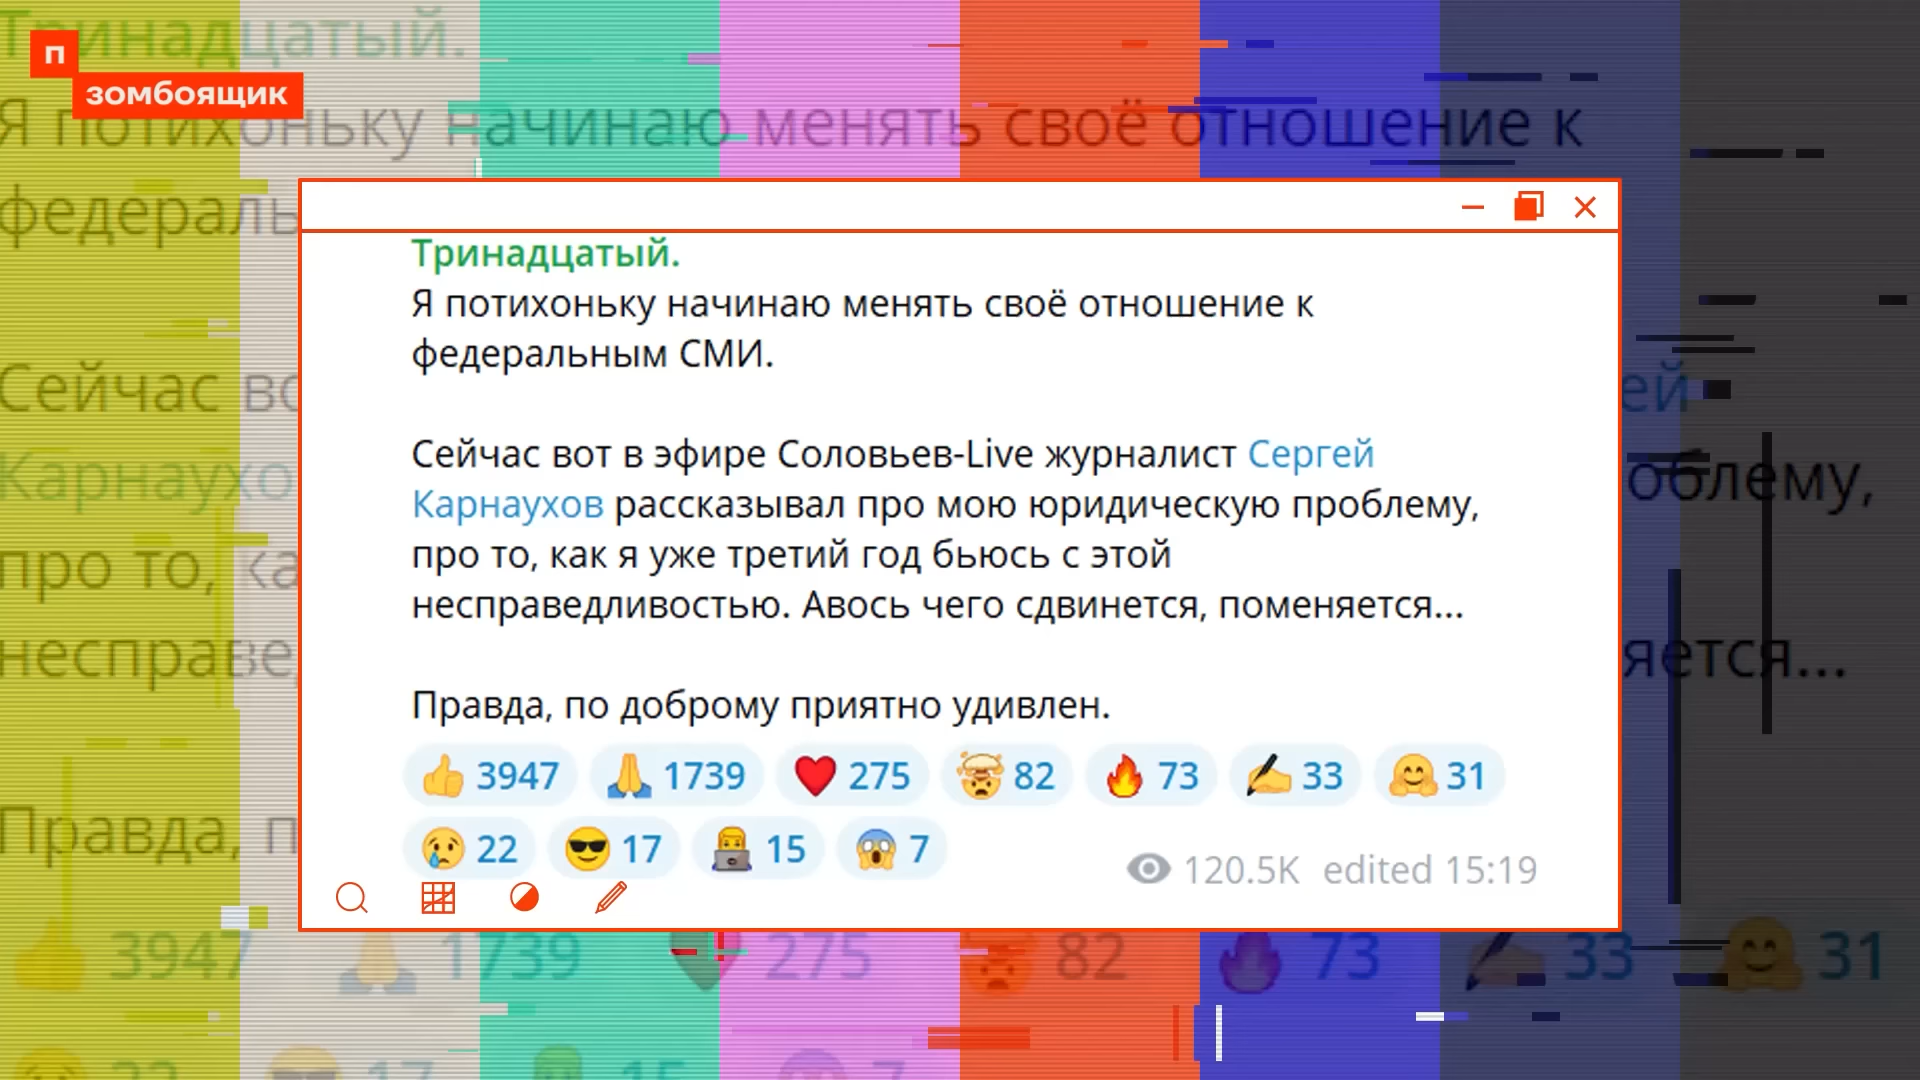 п
зомбоящик
Тринадцатый.
Я потихоньку начинаю менять своё отношение к
федеральным СМИ.
Сейчас вот в эфире Соловьев-Live журналист Сергей
Карнаухов рассказывал про мою юридическую проблему,
про то, как я уже третий год бьюсь с этой
несправедливостью. Авось чего сдвинется, поменяется...
Правда, по доброму приятно удивлен.
3947 1739 275 82 73 33 31
22 17 15 7
120.5K edited 15:19